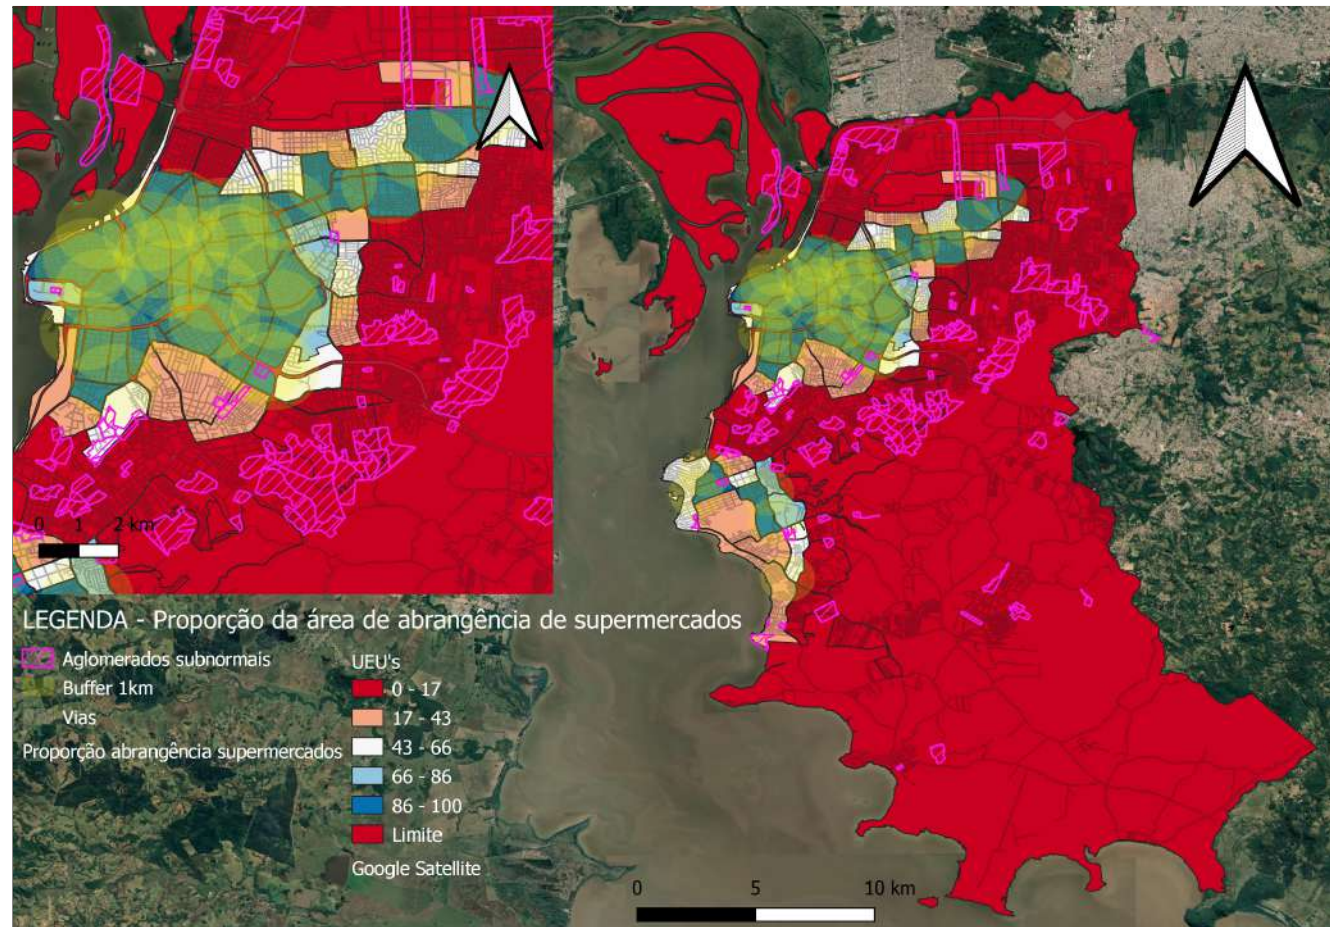 0 1 2 km
LEGENDA - Proporção da área de abrangência de supermercados
Aglomerados subnormais
Buffer 1km
Vias
Proporção abrangência supermercados
UEU's
0 - 17
17 - 43
43 - 66
66 - 86
86 - 100
Limite
Google Satellite
0 5 10 km